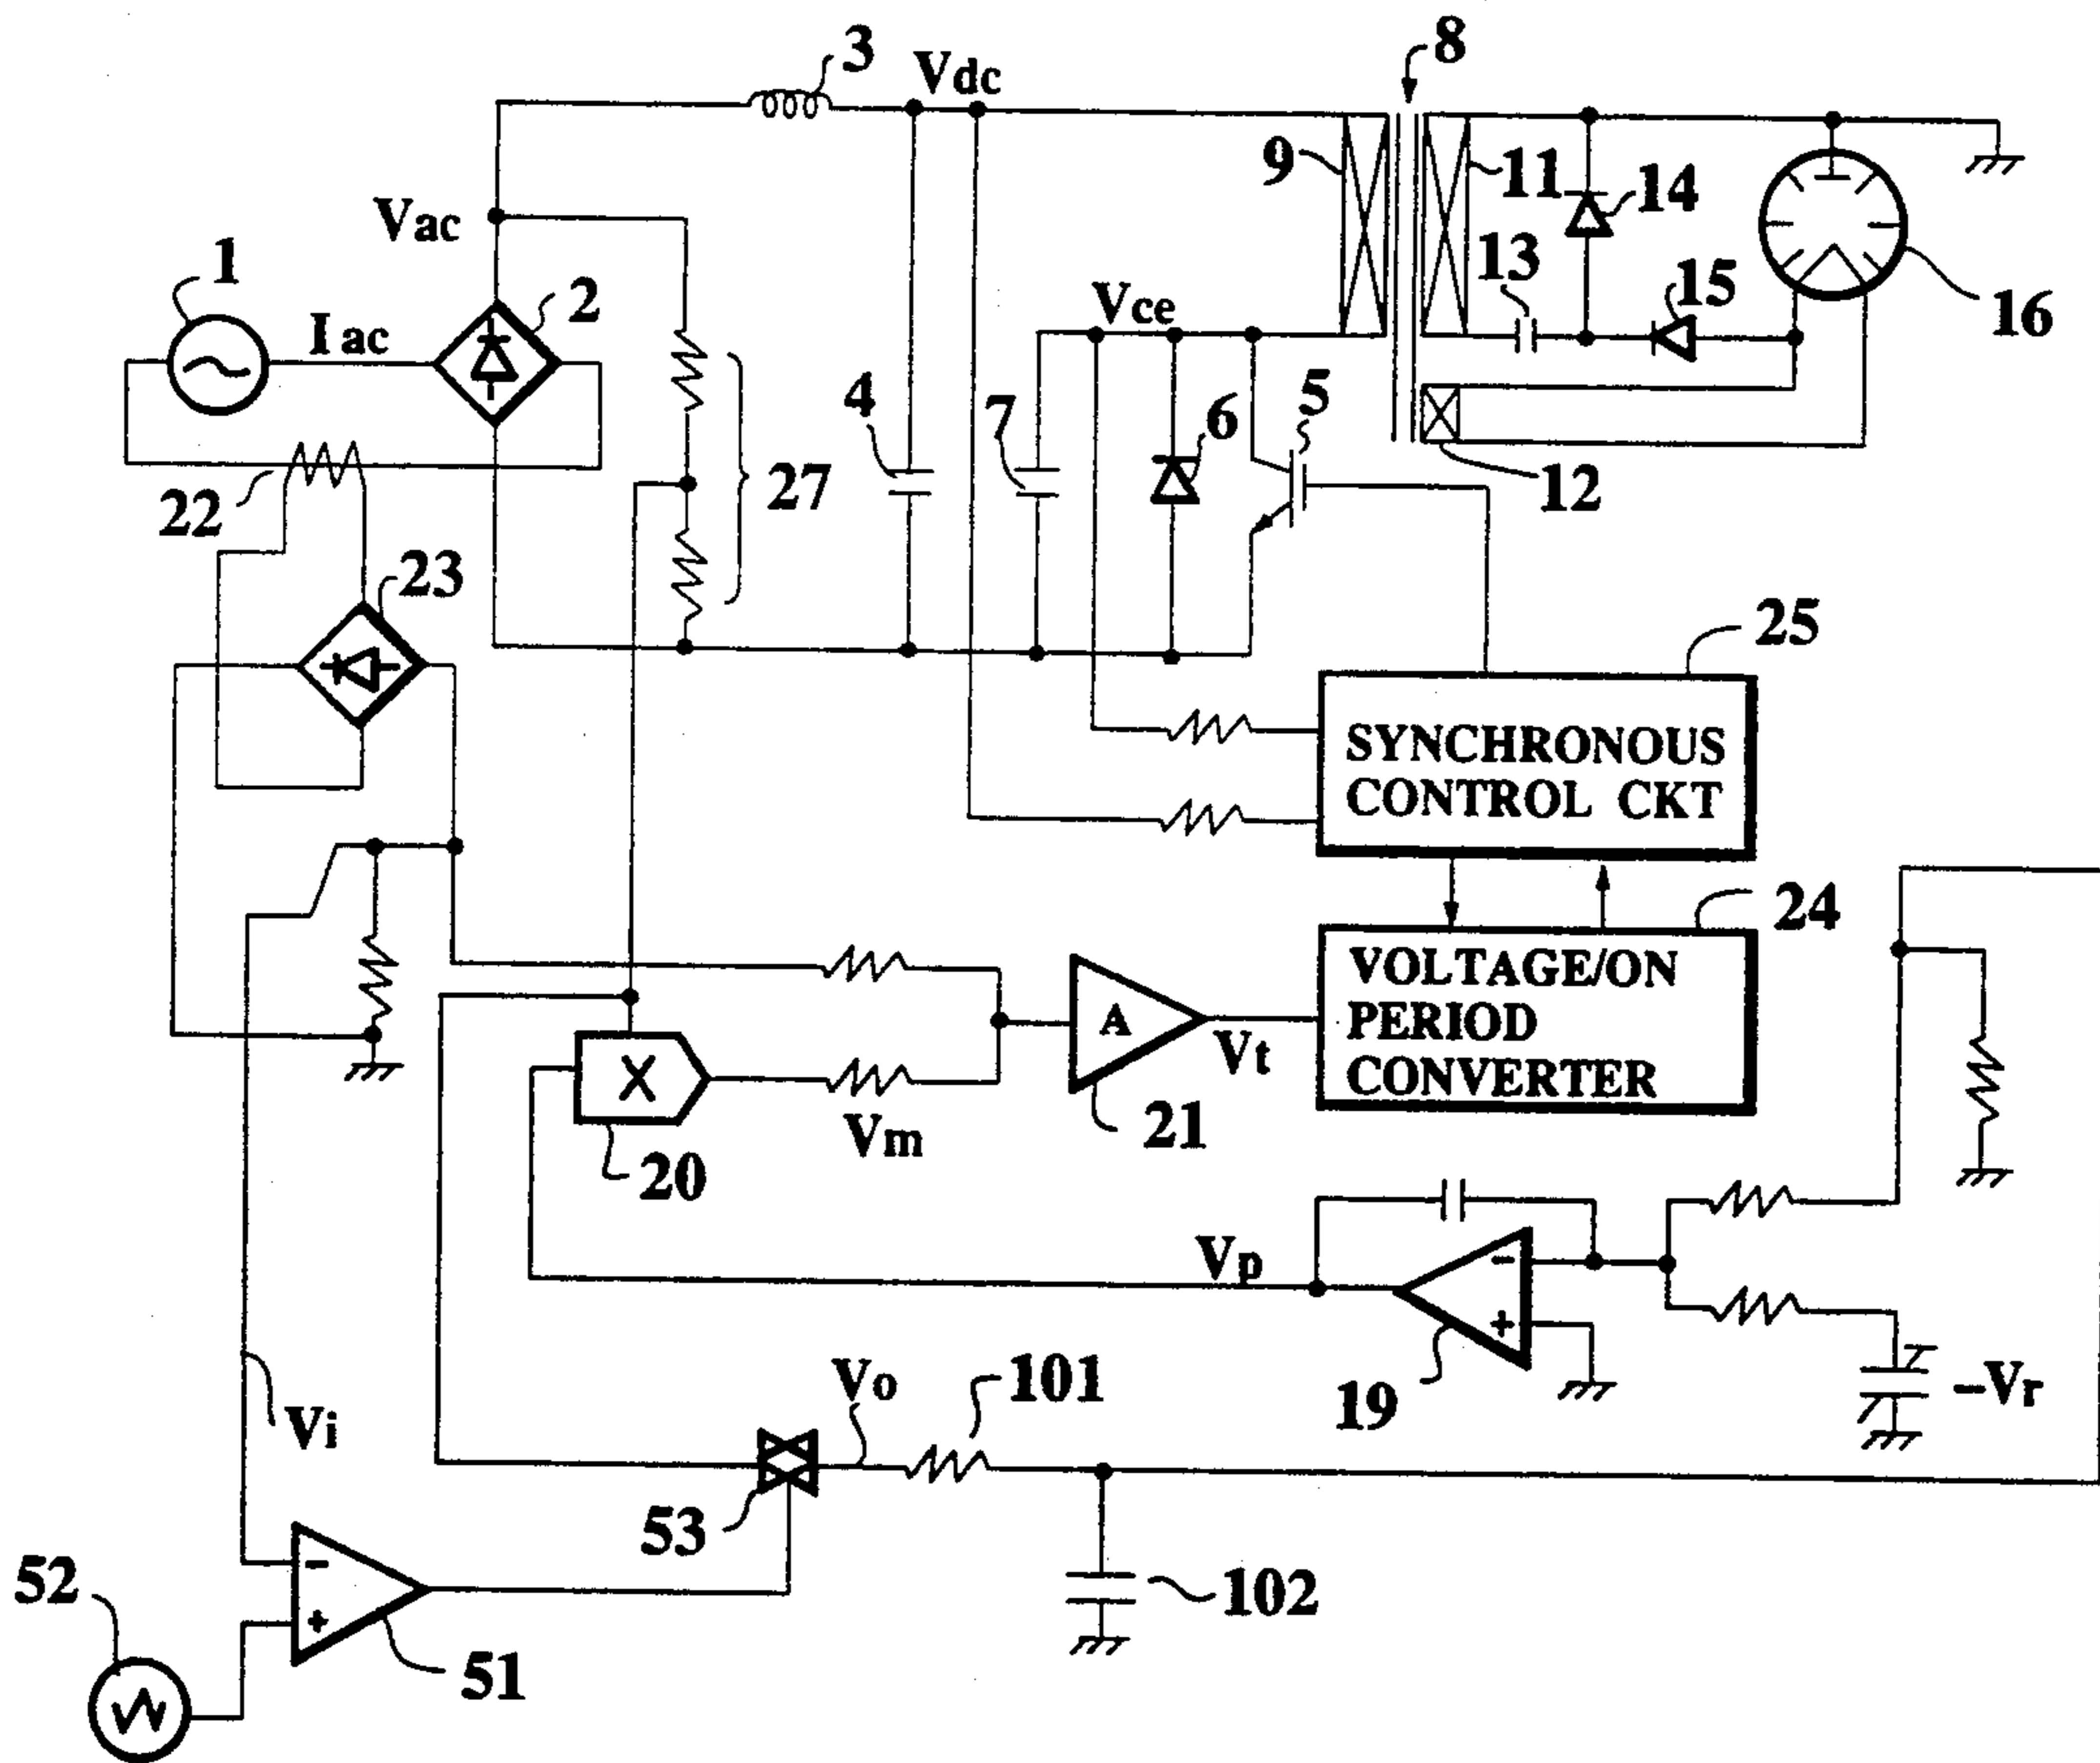 3
Vdc
8
9
11
14
Vac
13
15
1
2
16
I ac
Vce
5
4
7
6
27
12
22
23
25
SYNCHRONOUS
CONTROL CKT
24
VOLTAGE/ON
PERIOD
CONVERTER
A
Vt
X
21
Vm
20
Vp
-
+
19
-Vr
Vo
101
Vi
53
52
-
+
102
51